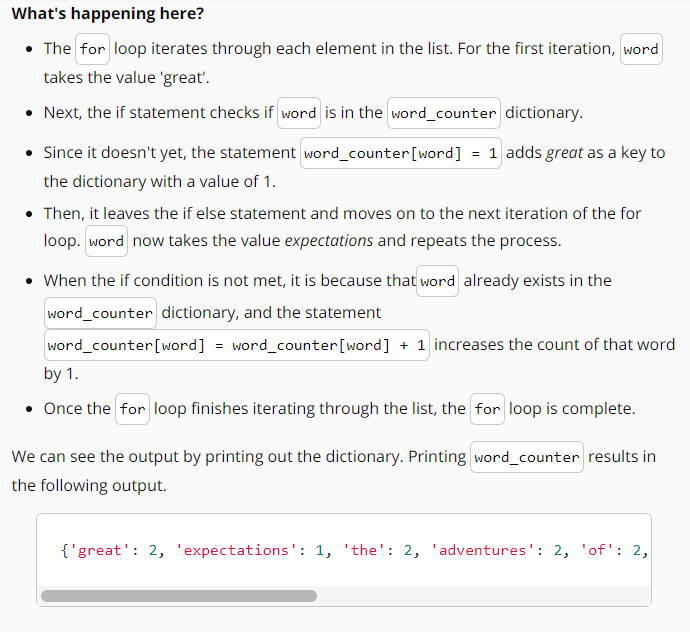 What's happening here?
• The for loop iterates through each element in the list. For the first iteration, word
takes the value 'great'.
• Next, the if statement checks if word is in the word_counter dictionary.
• Since it doesn't yet, the statement word_counter[word] = 1 adds great as a key to
the dictionary with a value of 1.
• Then, it leaves the if else statement and moves on to the next iteration of the for
loop. word now takes the value expectations and repeats the process.
• When the if condition is not met, it is because that word already exists in the
word_counter dictionary, and the statement
word_counter[word] = word_counter[word] + 1 increases the count of that word
by 1.
• Once the for loop finishes iterating through the list, the for loop is complete.
We can see the output by printing out the dictionary. Printing word_counter results in
the following output.
{'great': 2, 'expectations': 1, 'the': 2, 'adventures': 2, 'of': 2,